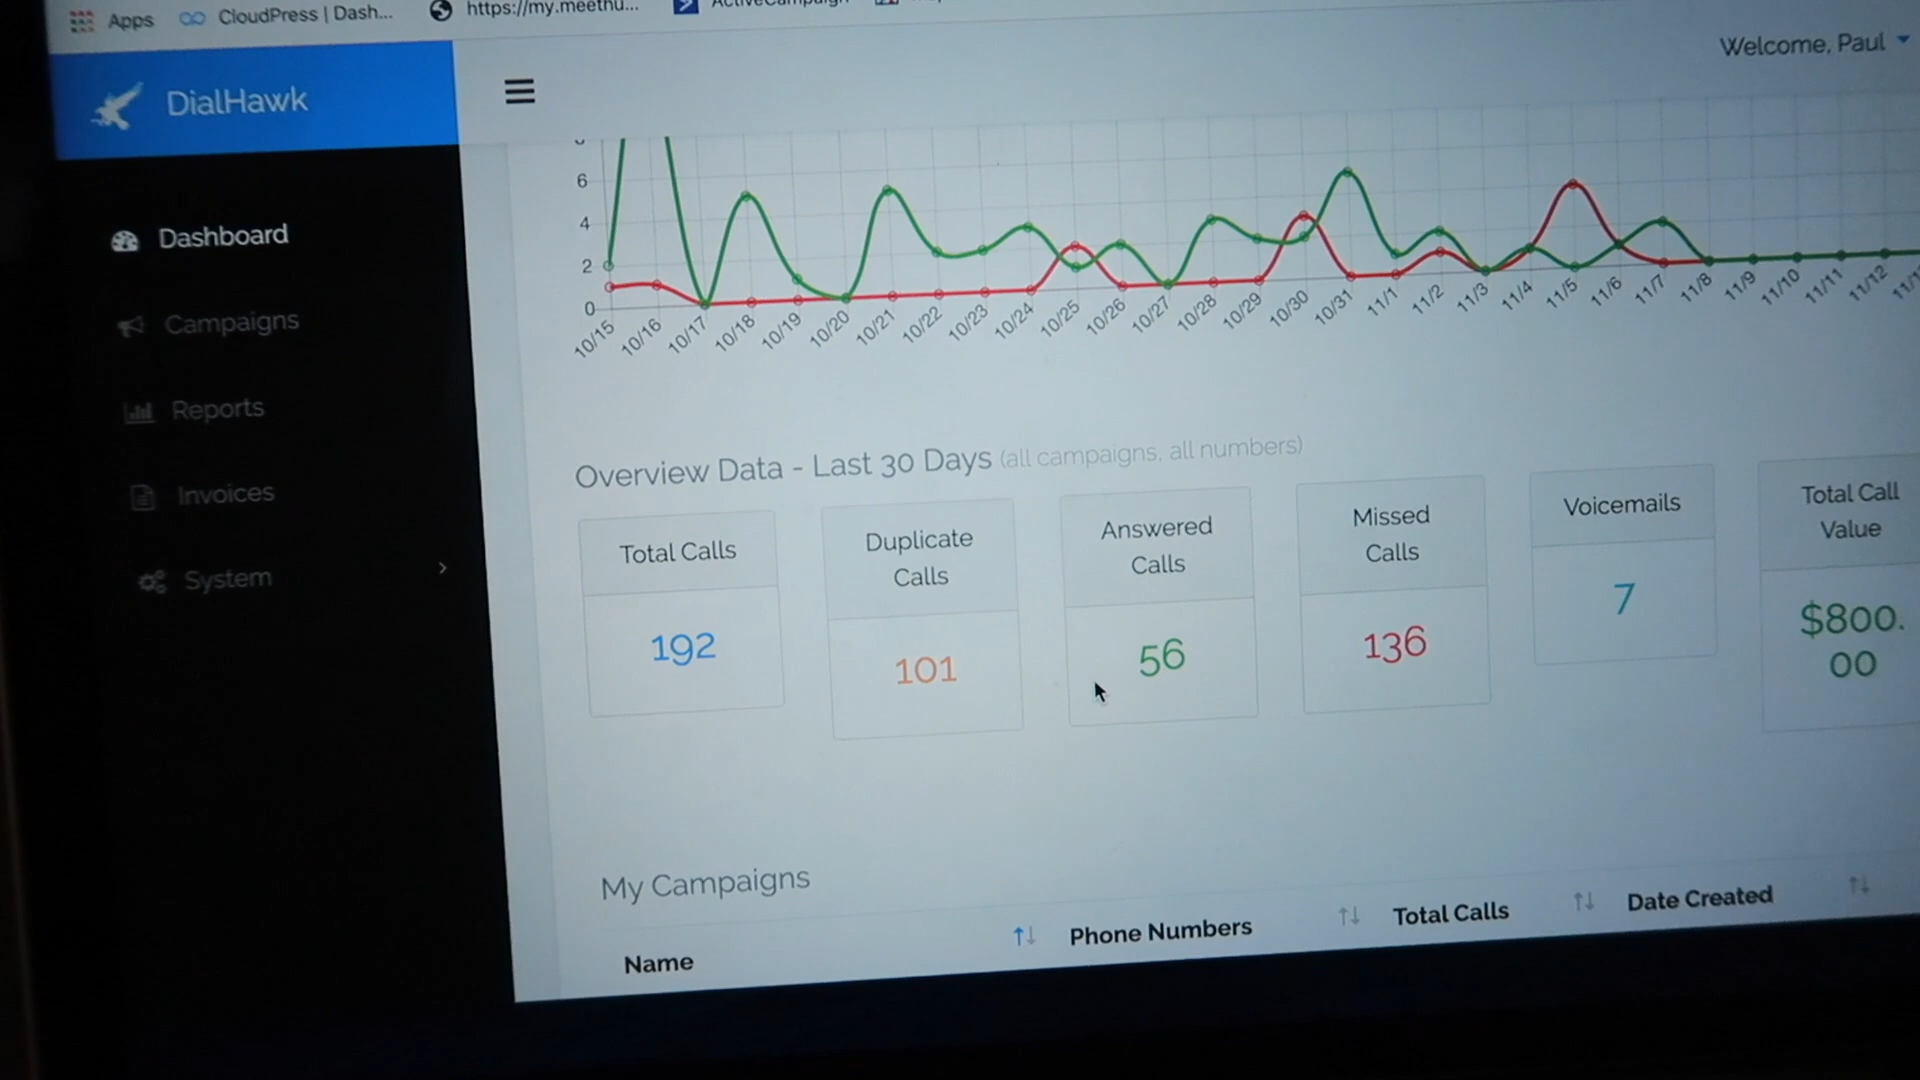 Apps
CloudPress | Dash...
https://my.meethu...
DialHawk
Welcome, Paul
Dashboard
Campaigns
Reports
Invoices
System
6
4
2
0
10/15
10/16
10/17
10/18
10/19
10/20
10/21
10/22
10/23
10/24
10/25
10/26
10/27
10/28
10/29
10/30
10/31
11/1
11/2
11/3
11/4
11/5
11/6
11/7
11/8
11/9
11/10
11/11
11/12
Overview Data - Last 30 Days (all campaigns, all numbers)
Total Calls
192
Duplicate
Calls
101
Answered
Calls
56
Missed
Calls
136
Voicemails
7
Total Call
Value
$800.
00
My Campaigns
Name
Phone Numbers
Total Calls
Date Created